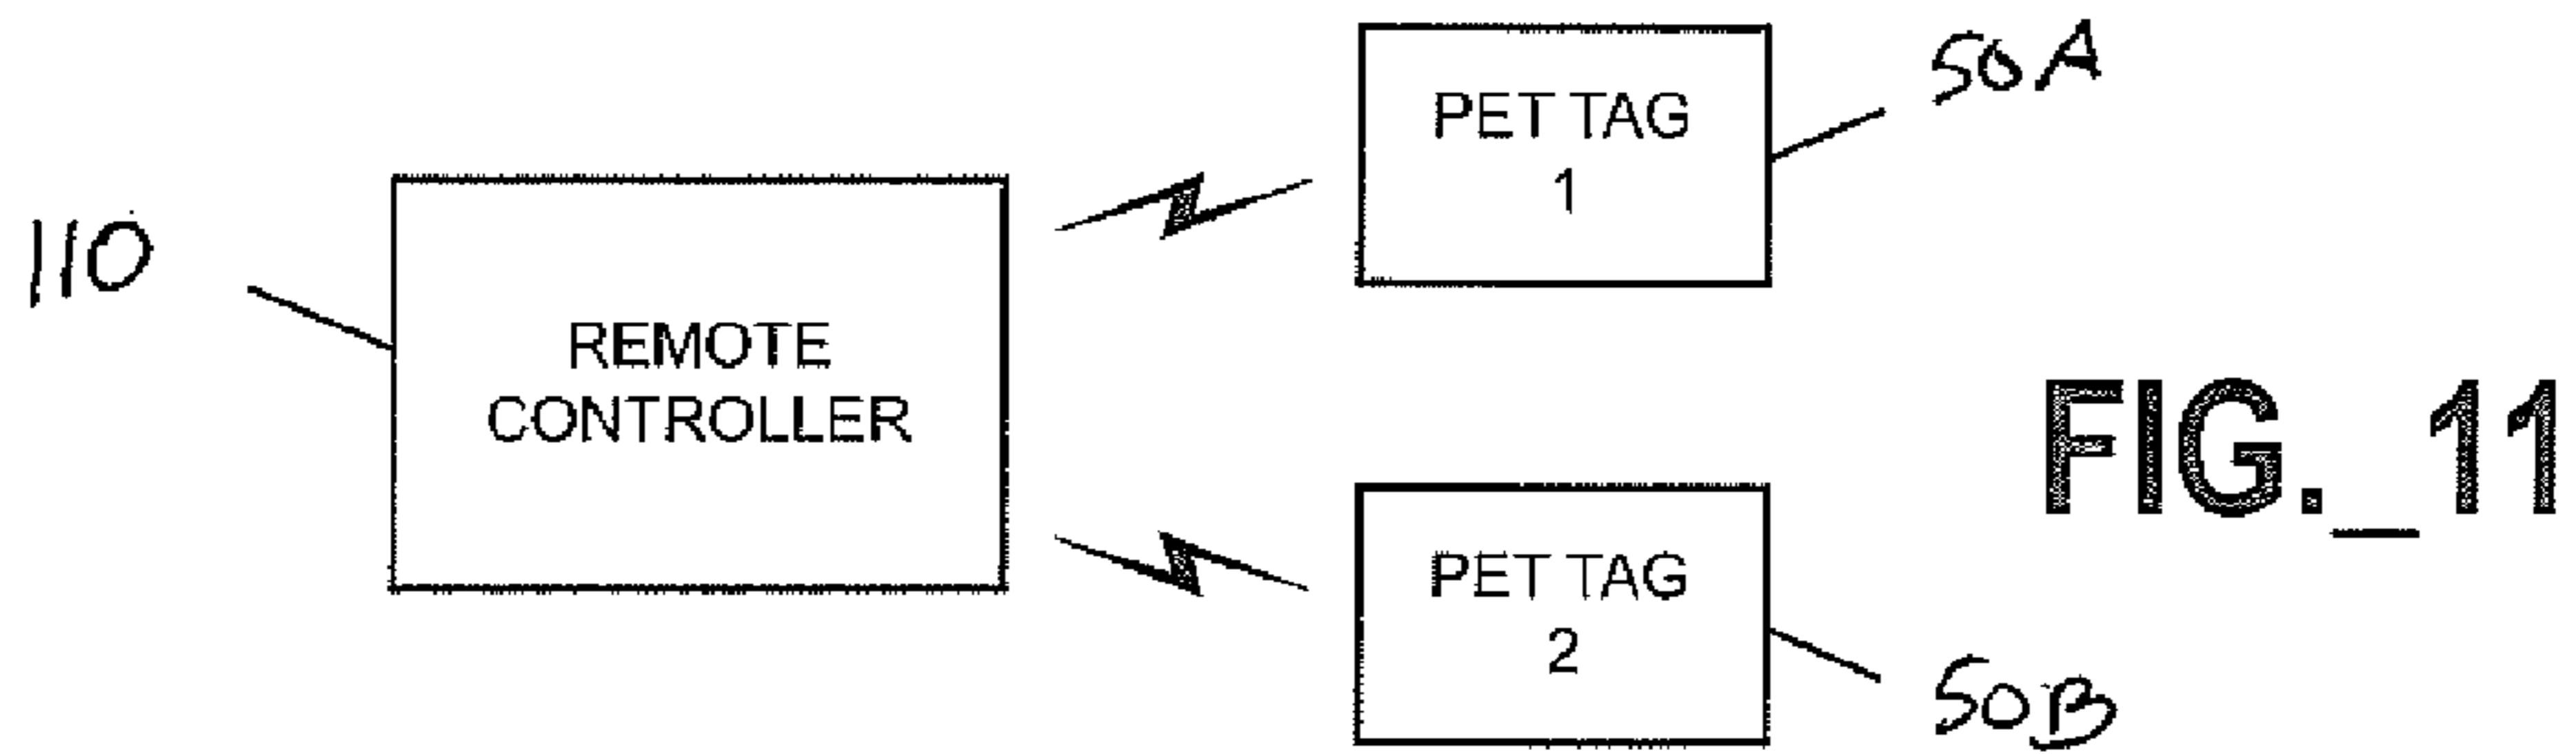 50A
PET TAG
1
110
REMOTE
CONTROLLER
FIG._11
PET TAG
2
50B